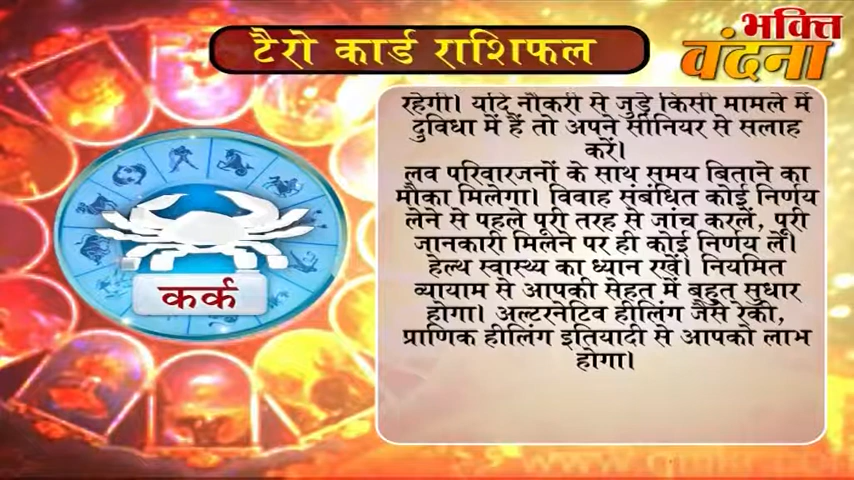 टैरो कार्ड राशिफल
भक्ति
वंदना
रहेगी। यदि नौकरी से जुड़े किसी मामले में
दुविधा में हैं तो अपने सीनियर से सलाह
करें।
लव परिवारजनों के साथ समय बिताने का
मौका मिलेगा। विवाह संबंधित कोई निर्णय
लेने से पहले पूरी तरह से जांच करलें, पूरी
जानकारी मिलने पर ही कोई निर्णय लें।
हेल्थ स्वास्थ्य का ध्यान रखें। नियमित
व्यायाम से आपकी सेहत में बहुत सुधार
होगा। अल्टरनेटिव हीलिंग जैसे रेकी,
प्राणिक हीलिंग इतियादी से आपको लाभ
होगा।
कर्क